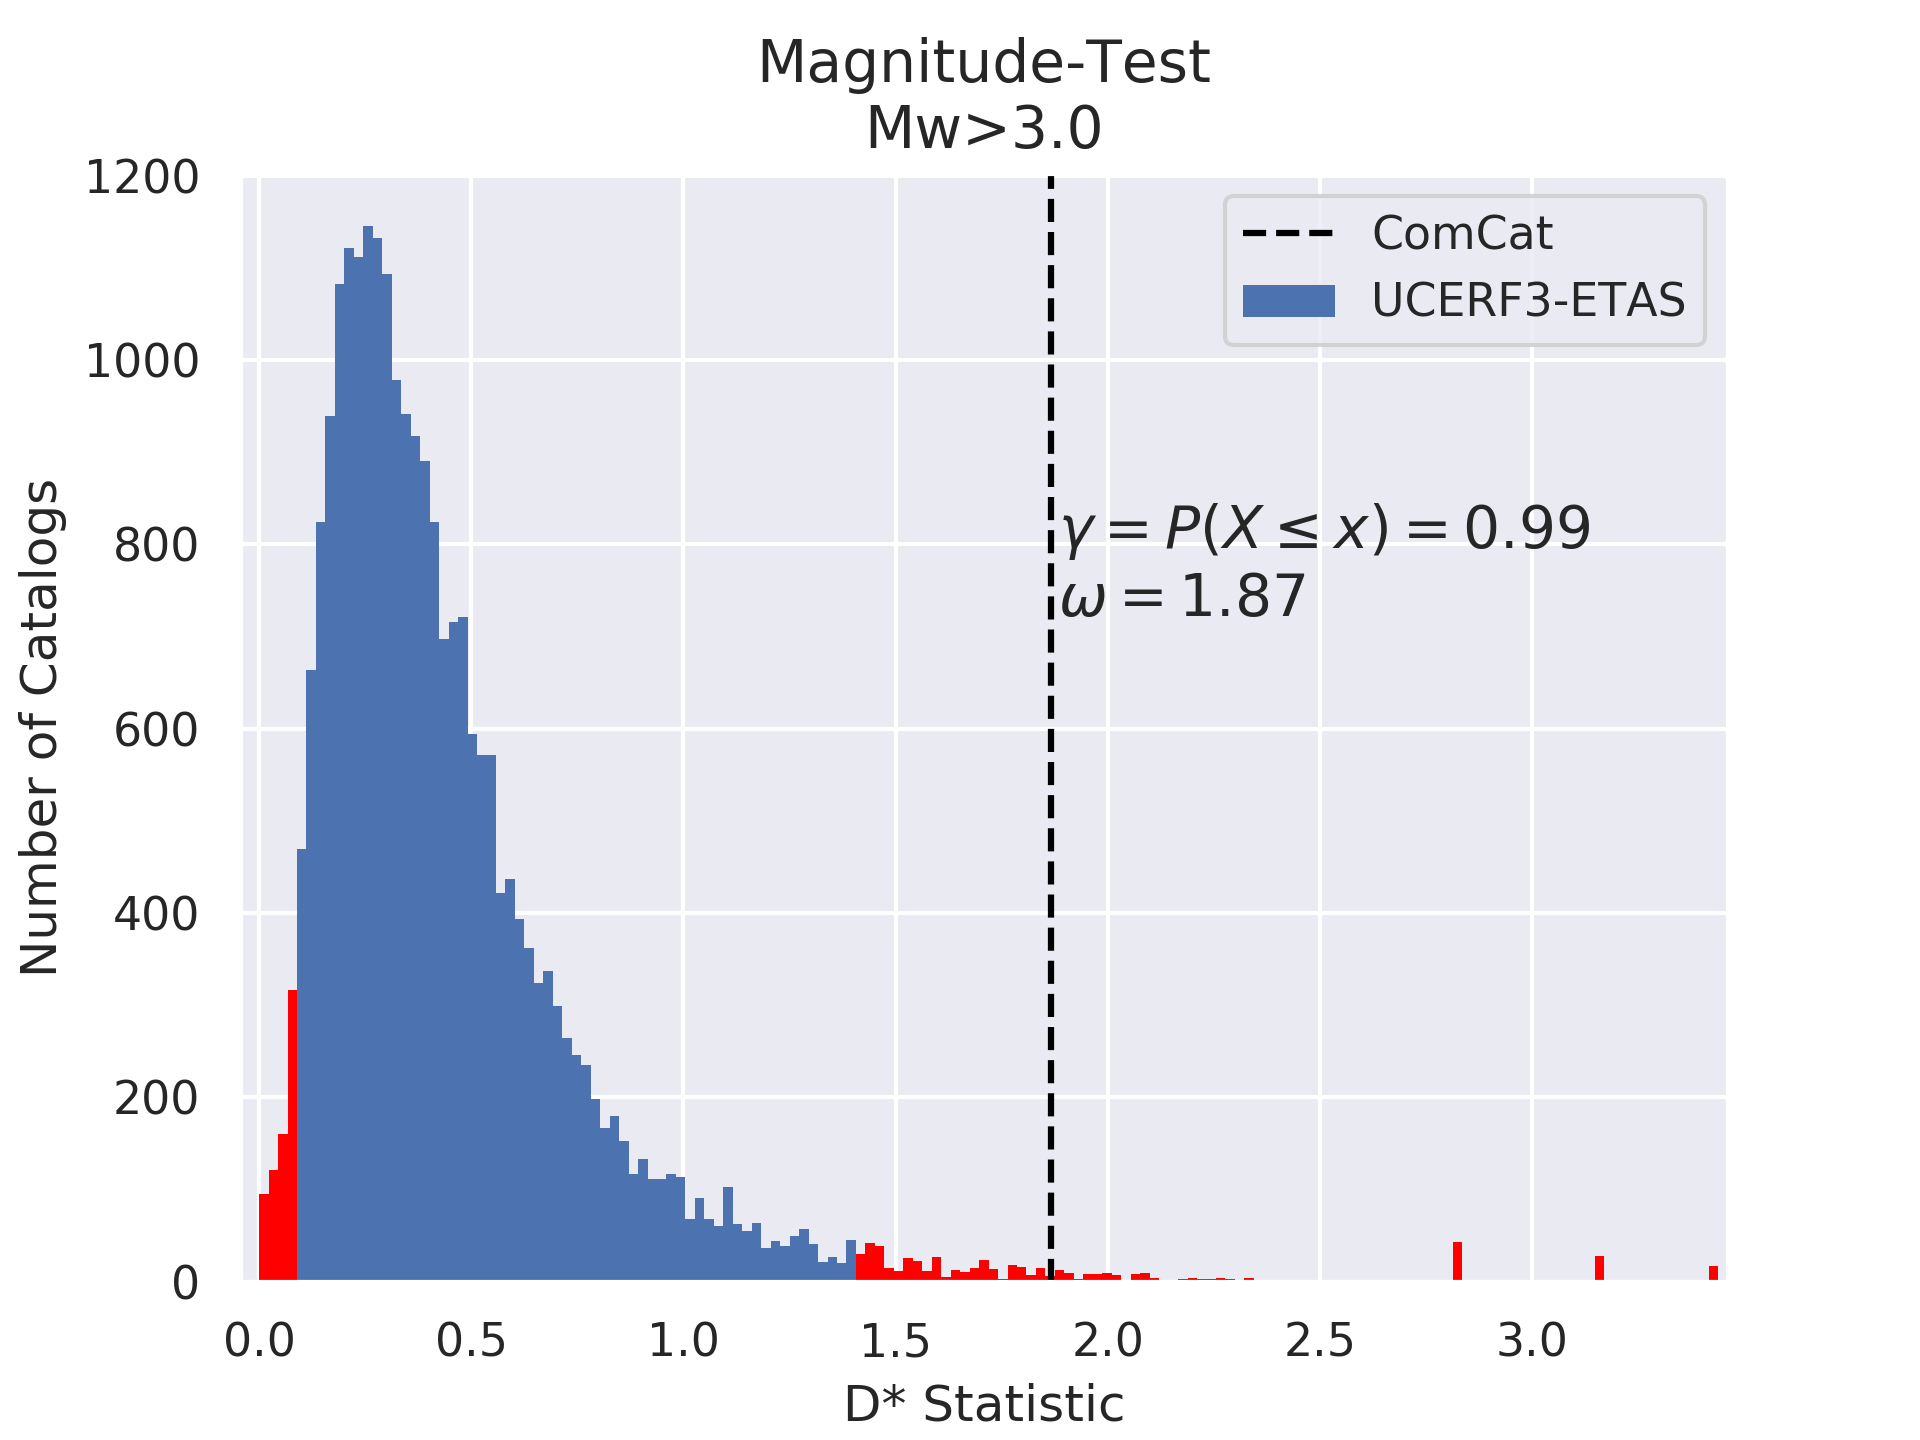 Magnitude-Test
Mw>3.0
1200
1000
800
600
400
200
0
Number of Catalogs
ComCat
UCERF3-ETAS
γ = P(X ≤ x) = 0.99
ω = 1.87
0.0 0.5 1.0 1.5 2.0 2.5 3.0
D* Statistic